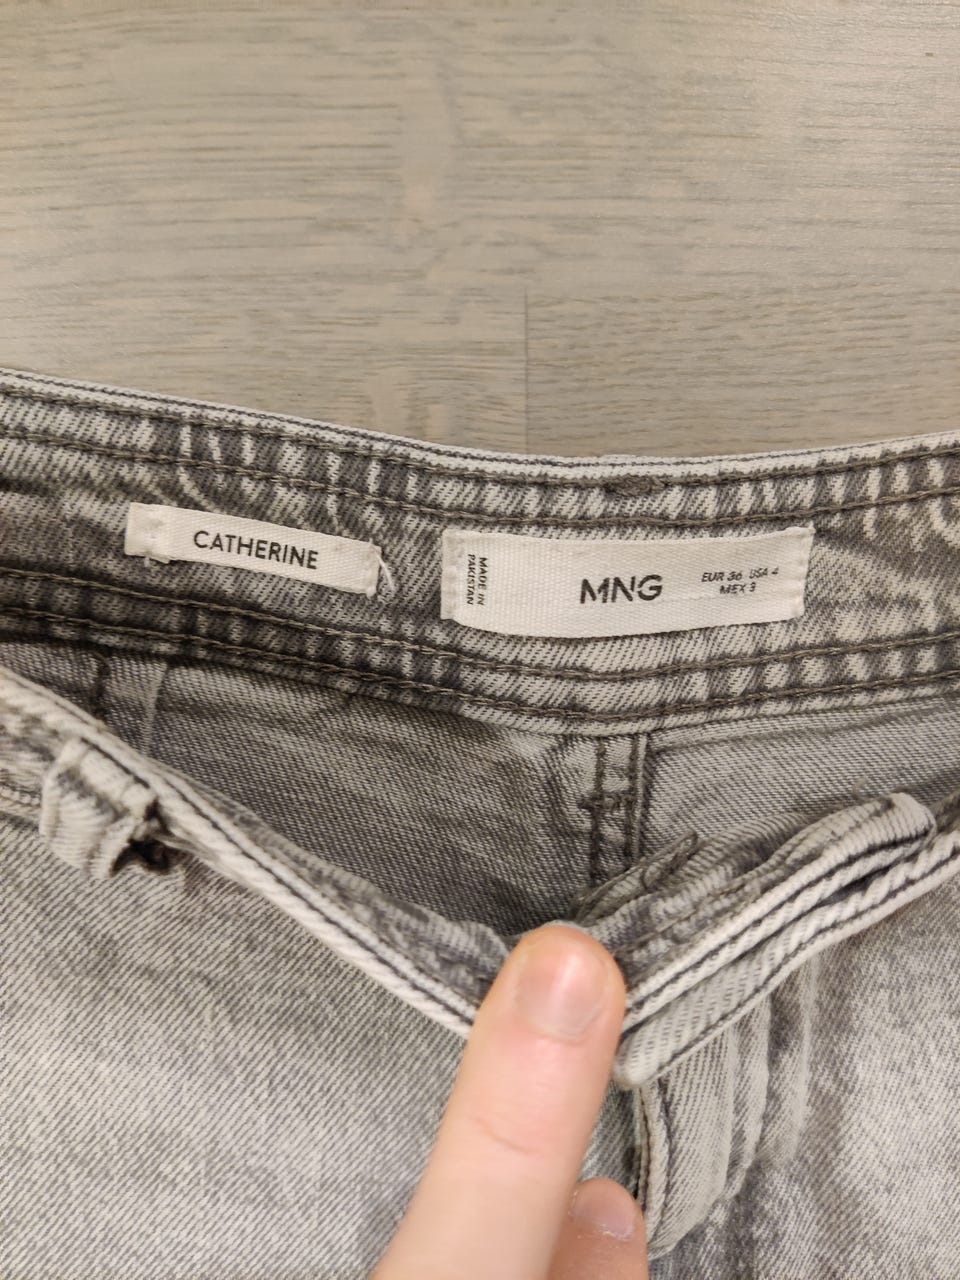 CATHERINE
MADE IN
PAKISTAN
MNG
EUR 36 USA 4
MEX 3